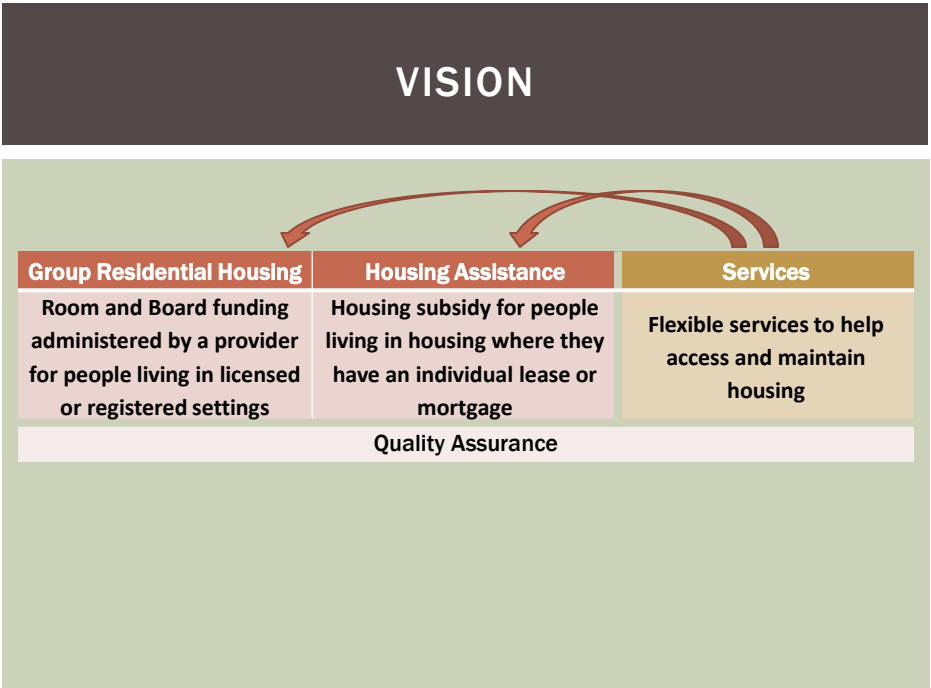 VISION
Group Residential Housing
Housing Assistance
Services
Room and Board funding
administered by a provider
for people living in licensed
or registered settings
Housing subsidy for people
living in housing where they
have an individual lease or
mortgage
Flexible services to help
access and maintain
housing
Quality Assurance